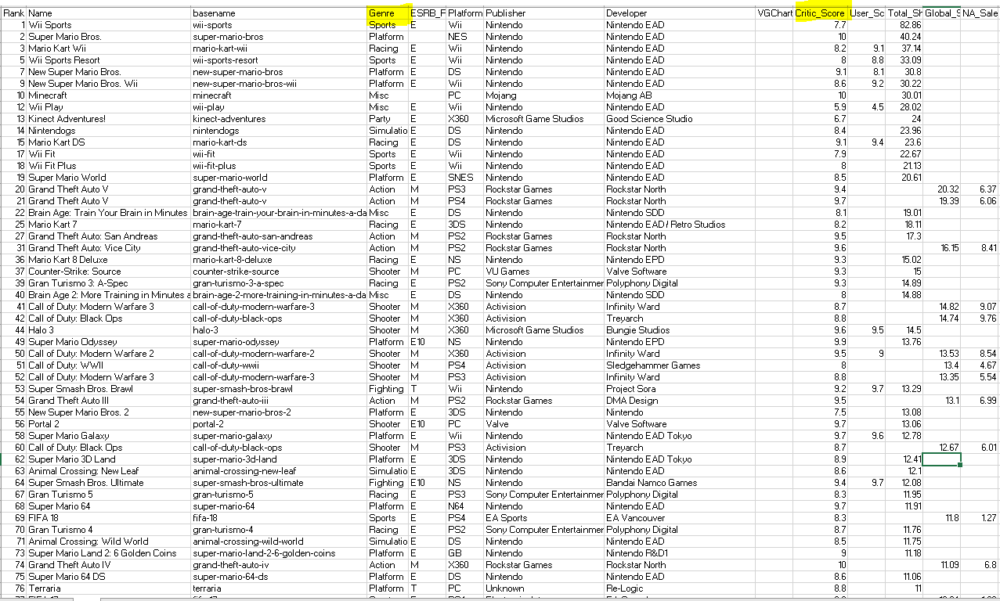 Rank Name basename Genre ESRB_F Platform Publisher Developer VGChart Critic_Score User_Sc Total_Sh Global_S NA_Sale
1 Wii Sports wii-sports Sports E Wii Nintendo Nintendo EAD 7.7 82.86
2 Super Mario Bros. super-mario-bros Platform NES Nintendo Nintendo EAD 10 40.24
3 Mario Kart Wii mario-kart-wii Racing E Wii Nintendo Nintendo EAD 8.2 9.1 37.14
5 Wii Sports Resort wii-sports-resort Sports E Wii Nintendo Nintendo EAD 8 8.8 33.09
7 New Super Mario Bros. new-super-mario-bros Platform E DS Nintendo Nintendo EAD 9.1 8.1 30.8
9 New Super Mario Bros. Wii new-super-mario-bros-wii Platform E Wii Nintendo Nintendo EAD 8.6 9.2 30.22
10 Minecraft minecraft Misc PC Mojang Mojang AB 10 30.01
12 Wii Play wii-play Misc E Wii Nintendo Nintendo EAD 5.9 4.5 28.02
13 Kinect Adventures! kinect-adventures Party E X360 Microsoft Game Studios Good Science Studio 6.7 24
14 Nintendogs nintendogs Simulatio E DS Nintendo Nintendo EAD 8.4 23.96
15 Mario Kart DS mario-kart-ds Racing E DS Nintendo Nintendo EAD 9.1 9.4 23.6
17 Wii Fit wii-fit Sports E Wii Nintendo Nintendo EAD 7.9 22.67
18 Wii Fit Plus wii-fit-plus Sports E Wii Nintendo Nintendo EAD 8 21.13
19 Super Mario World super-mario-world Platform E SNES Nintendo Nintendo EAD 8.5 20.61
20 Grand Theft Auto V grand-theft-auto-v Action M PS3 Rockstar Games Rockstar North 9.4 20.32 6.37
21 Grand Theft Auto V grand-theft-auto-v Action M PS4 Rockstar Games Rockstar North 9.7 19.39 6.06
22 Brain Age: Train Your Brain in Minutes brain-age-train-your-brain-in-minutes-a-da Misc E DS Nintendo Nintendo SDD 8.1 19.01
25 Mario Kart 7 mario-kart-7 Racing E 3DS Nintendo Nintendo EAD / Retro Studios 8.2 18.11
27 Grand Theft Auto: San Andreas grand-theft-auto-san-andreas Action M PS2 Rockstar Games Rockstar North 9.5 17.3
31 Grand Theft Auto: Vice City grand-theft-auto-vice-city Action M PS2 Rockstar Games Rockstar North 9.6 16.15 8.41
36 Mario Kart 8 Deluxe mario-kart-8-deluxe Racing E NS Nintendo Nintendo EPD 9.3 15.02
37 Counter-Strike: Source counter-strike-source Shooter M PC VU Games Valve Software 9.3 15
39 Gran Turismo 3: A-Spec gran-turismo-3-a-spec Racing E PS2 Sony Computer Entertainmer Polyphony Digital 9.3 14.89
40 Brain Age 2: More Training in Minutes a brain-age-2-more-training-in-minutes-a-da Misc E DS Nintendo Nintendo SDD 8 14.88
41 Call of Duty: Modern Warfare 3 call-of-duty-modern-warfare-3 Shooter M X360 Activision Infinity Ward 8.7 14.82 9.07
42 Call of Duty: Black Ops call-of-duty-black-ops Shooter M X360 Activision Treyarch 8.8 14.74 9.76
44 Halo 3 halo-3 Shooter M X360 Microsoft Game Studios Bungie Studios 9.6 9.5 14.5
49 Super Mario Odyssey super-mario-odyssey Platform E10 NS Nintendo Nintendo EPD 9.9 13.76
50 Call of Duty: Modern Warfare 2 call-of-duty-modern-warfare-2 Shooter M X360 Activision Infinity Ward 9.5 9 13.53 8.54
51 Call of Duty: WWII call-of-duty-wwii Shooter M PS4 Activision Sledgehammer Games 8 13.4 4.67
52 Call of Duty: Modern Warfare 3 call-of-duty-modern-warfare-3 Shooter M PS3 Activision Infinity Ward 8.8 13.35 5.54
53 Super Smash Bros. Brawl super-smash-bros-brawl Fighting T Wii Nintendo Project Sora 9.2 9.7 13.29
54 Grand Theft Auto III grand-theft-auto-iii Action M PS2 Rockstar Games DMA Design 9.5 13.1 6.99
55 New Super Mario Bros. 2 new-super-mario-bros-2 Platform E 3DS Nintendo Nintendo 7.5 13.08
56 Portal 2 portal-2 Shooter E10 PC Valve Valve Software 9.7 13.06
58 Super Mario Galaxy super-mario-galaxy Platform E Wii Nintendo Nintendo EAD Tokyo 9.7 9.6 12.78
60 Call of Duty: Black Ops call-of-duty-black-ops Shooter M PS3 Activision Treyarch 8.7 12.67 6.01
62 Super Mario 3D Land super-mario-3d-land Platform E 3DS Nintendo Nintendo EAD Tokyo 8.9 12.41
63 Animal Crossing: New Leaf animal-crossing-new-leaf Simulatio E 3DS Nintendo Nintendo EAD 8.6 12.1
64 Super Smash Bros. Ultimate super-smash-bros-ultimate Fighting E10 NS Nintendo Bandai Namco Games 9.4 9.7 12.08
67 Gran Turismo 5 gran-turismo-5 Racing E PS3 Sony Computer Entertainmer Polyphony Digital 8.3 11.95
68 Super Mario 64 super-mario-64 Platform E N64 Nintendo Nintendo EAD 9.7 11.91
69 FIFA 18 fifa-18 Sports E PS4 EA Sports EA Vancouver 8.3 11.8 1.27
70 Gran Turismo 4 gran-turismo-4 Racing E PS2 Sony Computer Entertainmer Polyphony Digital 8.7 11.76
71 Animal Crossing: Wild World animal-crossing-wild-world Simulatio E DS Nintendo Nintendo EAD 8.5 11.75
73 Super Mario Land 2: 6 Golden Coins super-mario-land-2-6-golden-coins Platform E GB Nintendo Nintendo R&D1 9 11.18
74 Grand Theft Auto IV grand-theft-auto-iv Action M X360 Rockstar Games Rockstar North 10 11.09 6.8
75 Super Mario 64 DS super-mario-64-ds Platform E DS Nintendo Nintendo EAD 8.6 11.06
76 Terraria terraria Platform T PC Unknown Re-Logic 8.8 11